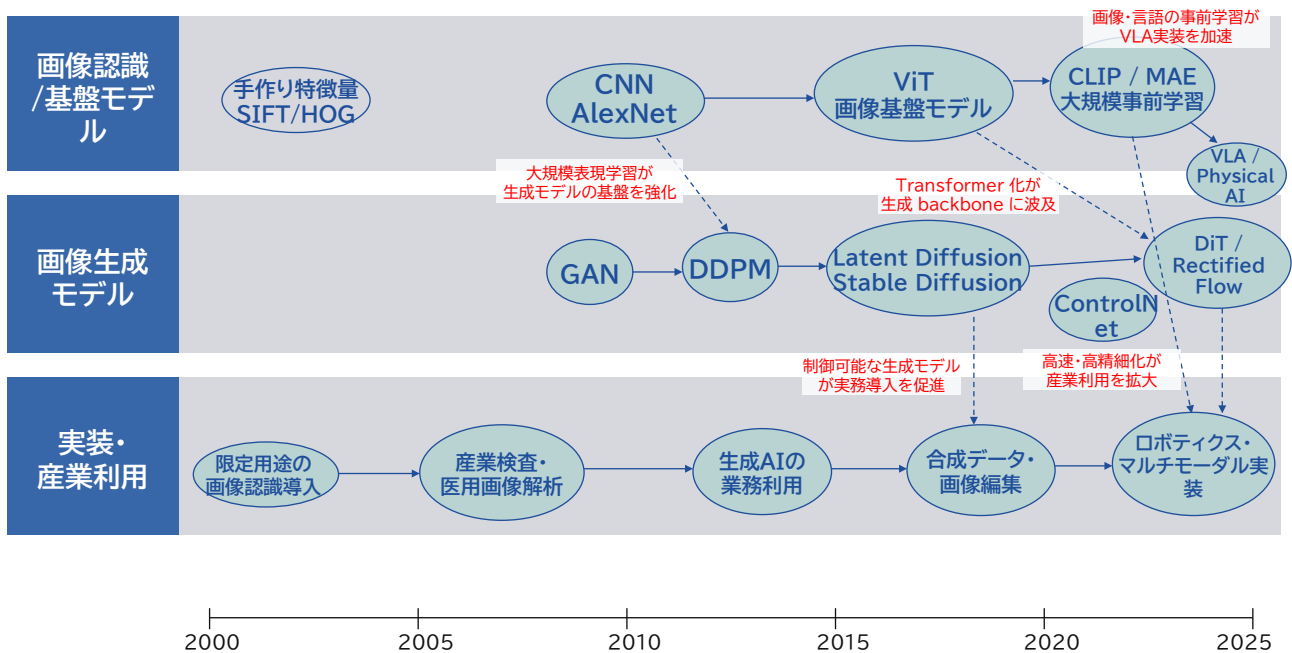 画像認識
/基盤モデ
ル
手作り特徴量
SIFT/HOG
CNN
AlexNet
ViT
画像基盤モデル
画像・言語の事前学習が
VLA実装を加速
CLIP / MAE
大規模事前学習
VLA /
Physical
AI
大規模表現学習が
生成モデルの基盤を強化
Transformer 化が
生成 backbone に波及
画像生成
モデル
GAN
DDPM
Latent Diffusion
Stable Diffusion
ControlN
et
DiT /
Rectified
Flow
制御可能な生成モデル
が実務導入を促進
高速・高精細化が
産業利用を拡大
実装・
産業利用
限定用途の
画像認識導入
産業検査・
医用画像解析
生成AIの
業務利用
合成データ・
画像編集
ロボティクス・
マルチモーダル実
装
2000
2005
2010
2015
2020
2025